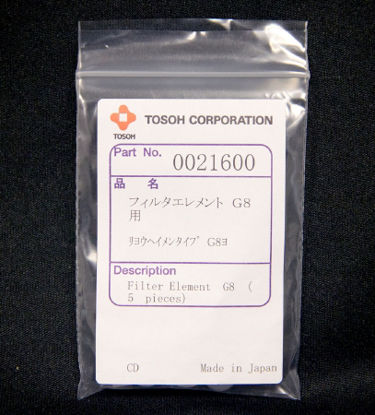 TOSOH CORPORATION
TOSOH
Part No. 0021600
品 名
フィルタエレメント G8
用
ﾘﾖｳﾍｲﾒﾝﾀｲﾌﾟ G8ﾖ
Description
Filter Element G8 (
5 pieces)
CD Made in Japan